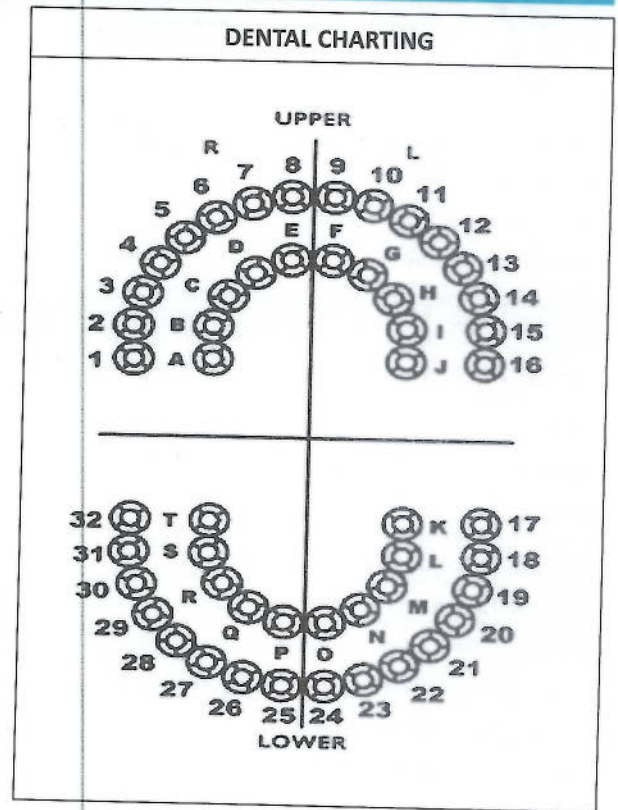 DENTAL CHARTING
UPPER
R L
7 8 9 10
6 11
5 12
4 13
3 14
2 15
1 16
E F
D G
C H
B I
A J
32 T K 17
31 S L 18
30 R M 19
29 Q N 20
28 P O 21
27 22
26 25 24 23
LOWER